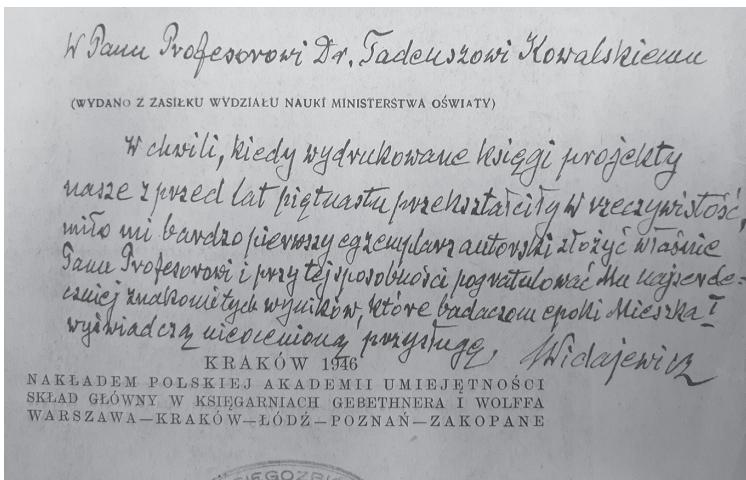 W Panu Profesorowi Dr. Tadeuszowi Kowalskiemu
(WYDANO Z ZASIŁKU WYDZIAŁU NAUKI MINISTERSTWA OŚWIATY)
W chwili, kiedy wydrukowane księgi projekty
nasze z przed lat piętnastu przekształciły w rzeczywistość,
miło mi bardzo pierwszy egzemplarz autorski złożyć właśnie
Panu Profesorowi i przy tej sposobności pogratulować Mu najserde=
czniej znakomitych wyników, które badaczom epoki Mieszka I
wyświadczą nieocenioną przysługę
Widajewicz
KRAKÓW 1946
NAKŁADEM POLSKIEJ AKADEMII UMIEJĘTNOŚCI
SKŁAD GŁÓWNY W KSIĘGARNIACH GEBETHNERA I WOLFFA
WARSZAWA—KRAKÓW—ŁÓDŹ—POZNAŃ—ZAKOPANE